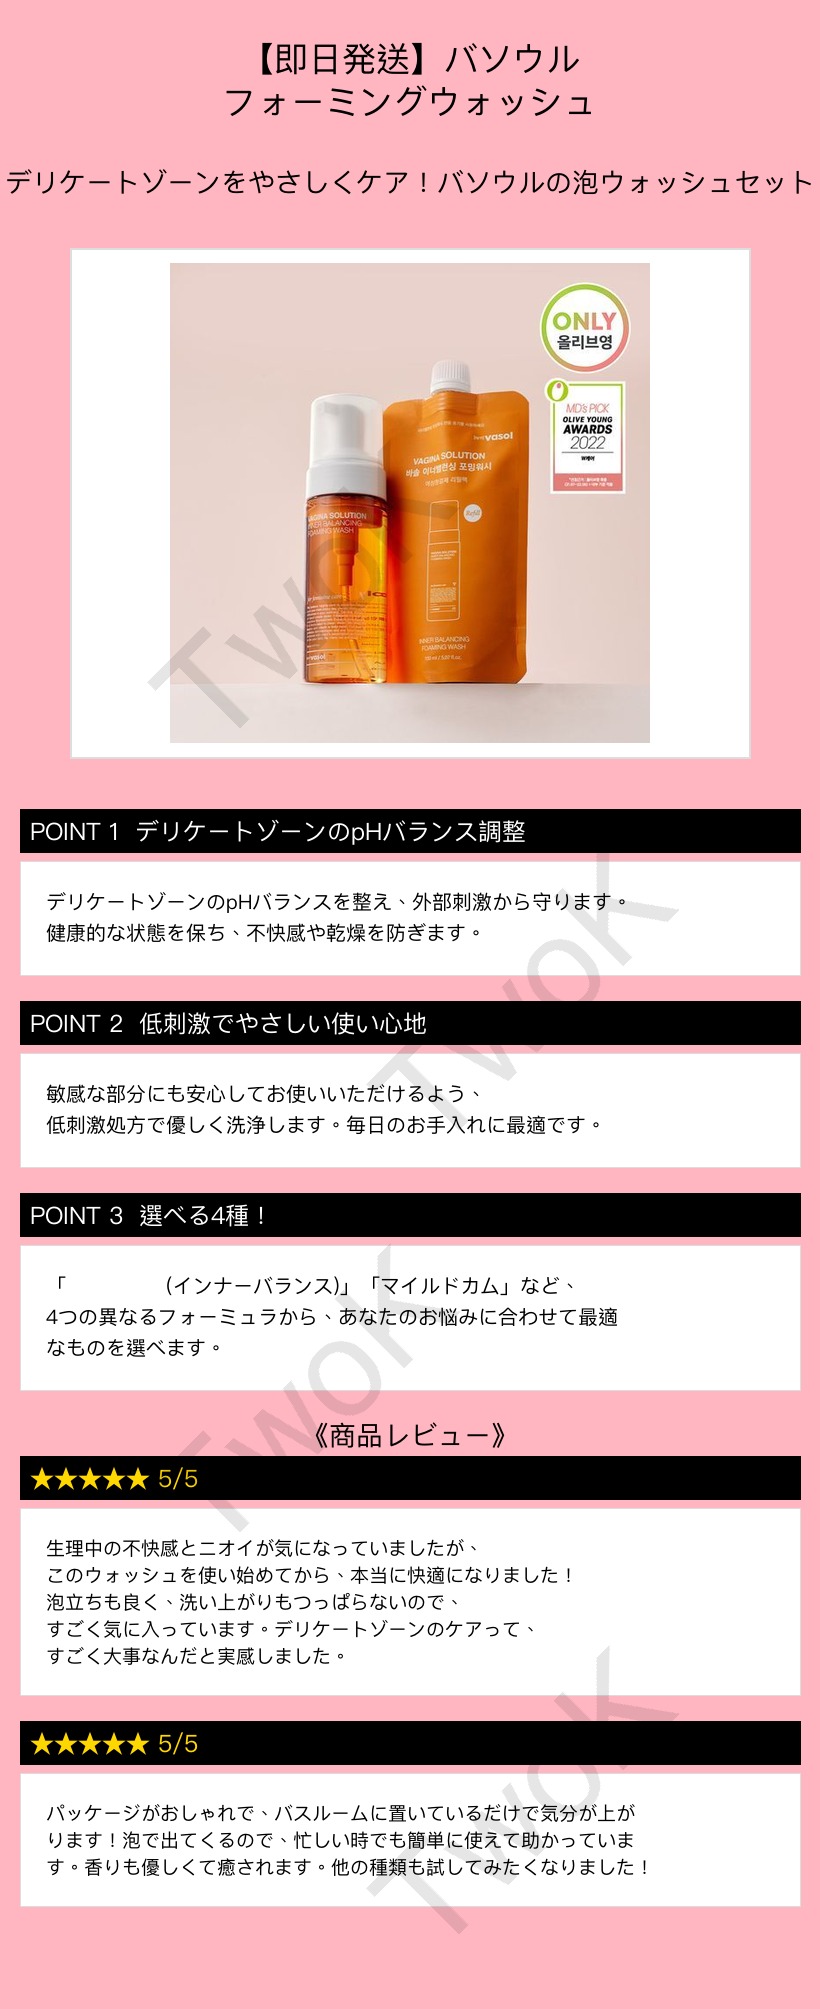 【即日発送】バソウル
フォーミングウォッシュ
デリケートゾーンをやさしくケア！バソウルの泡ウォッシュセット
ONLY
올리브영
MD's PICK
OLIVE YOUNG
AWARDS
2022
W케어
vasol
VAGINA SOLUTION
바솔 이너밸런싱 포밍워시
여성청결제 리필팩
Refill
VAGINA SOLUTION
INNER BALANCING
FOAMING WASH
vasol
INNER BALANCING
FOAMING WASH
TwoK
POINT 1 デリケートゾーンのpHバランス調整
デリケートゾーンのpHバランスを整え、外部刺激から守ります。
健康的な状態を保ち、不快感や乾燥を防ぎます。
TwoK
POINT 2 低刺激でやさしい使い心地
敏感な部分にも安心してお使いいただけるよう、
低刺激処方で優しく洗浄します。毎日のお手入れに最適です。
POINT 3 選べる4種！
「　　　　　(インナーバランス)」「マイルドカム」など、
4つの異なるフォーミュラから、あなたのお悩みに合わせて最適
なものを選べます。
TwoK
《商品レビュー》
★★★★★ 5/5
生理中の不快感とニオイが気になっていましたが、
このウォッシュを使い始めてから、本当に快適になりました！
泡立ちも良く、洗い上がりもつっぱらないので、
すごく気に入っています。デリケートゾーンのケアって、
すごく大事なんだと実感しました。
TwoK
★★★★★ 5/5
パッケージがおしゃれで、バスルームに置いているだけで気分が上が
ります！泡で出てくるので、忙しい時でも簡単に使えて助かっていま
す。香りも優しくて癒されます。他の種類も試してみたくなりました！